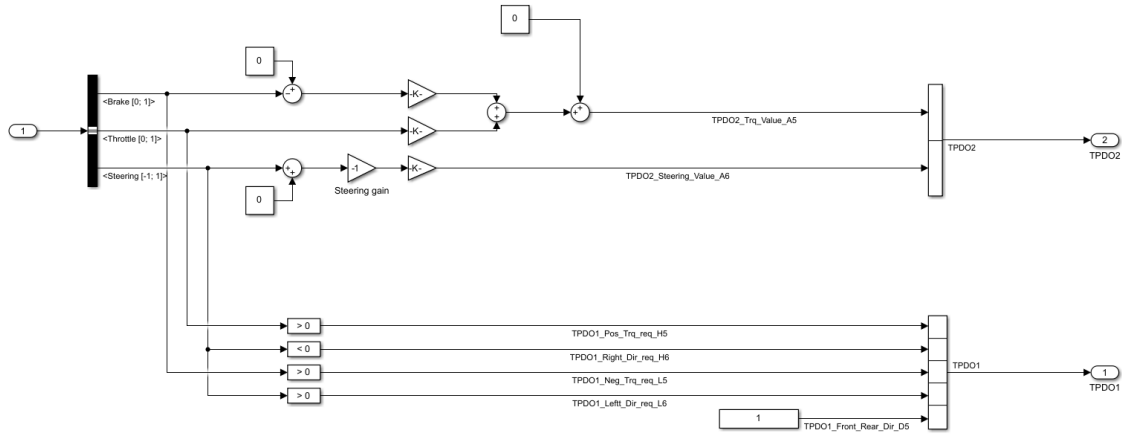 0
0
<Brake [0; 1]>
- +
-K-
+
+
+
+
TPDO2_Trq_Value_A5
1
<Throttle [0; 1]>
-K-
TPDO2
2
TPDO2
<Steering [-1; 1]>
+
+
-1
-K-
Steering gain
TPDO2_Steering_Value_A6
0
> 0
TPDO1_Pos_Trq_req_H5
< 0
TPDO1_Right_Dir_req_H6
> 0
TPDO1_Neg_Trq_req_L5
TPDO1
1
TPDO1
> 0
TPDO1_Leftt_Dir_req_L6
1
TPDO1_Front_Rear_Dir_D5